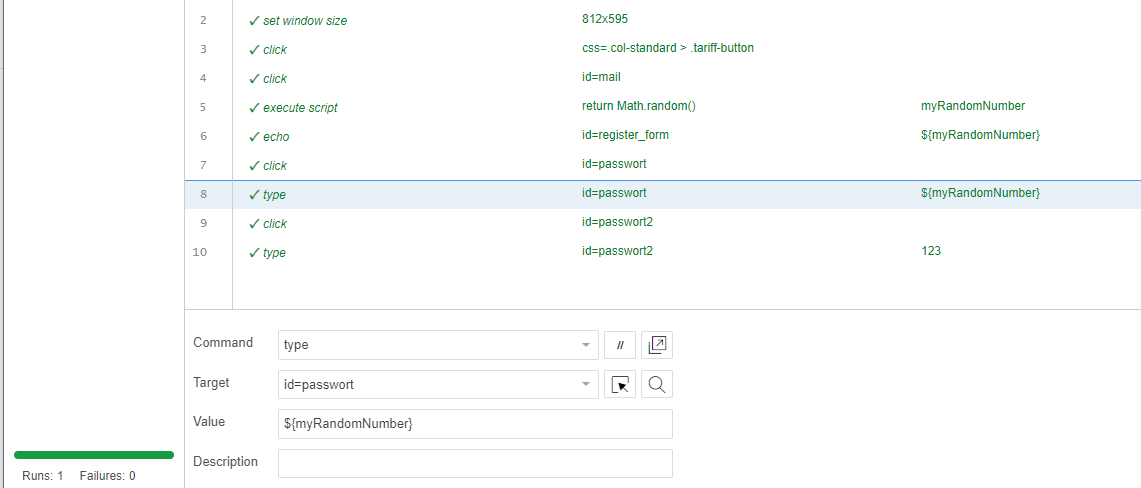 2 ✓ set window size 812x595
3 ✓ click css=.col-standard > .tariff-button
4 ✓ click id=mail
5 ✓ execute script return Math.random() myRandomNumber
6 ✓ echo id=register_form ${myRandomNumber}
7 ✓ click id=passwort
8 ✓ type id=passwort ${myRandomNumber}
9 ✓ click id=passwort2
10 ✓ type id=passwort2 123
Command type //
Target id=passwort
Value ${myRandomNumber}
Description
Runs: 1 Failures: 0